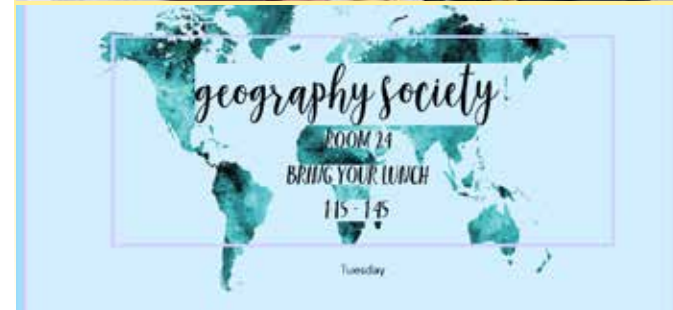 geography society
ROOM 24
BRING YOUR LUNCH
1 15 - 1 45
Tuesday